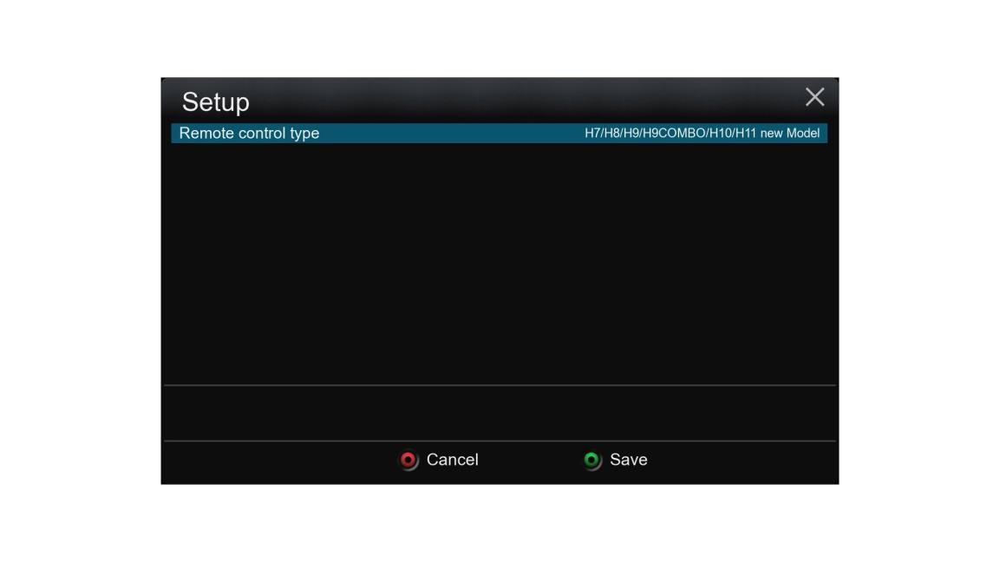 Setup
Remote control type H7/H8/H9/H9COMBO/H10/H11 new Model
Cancel Save